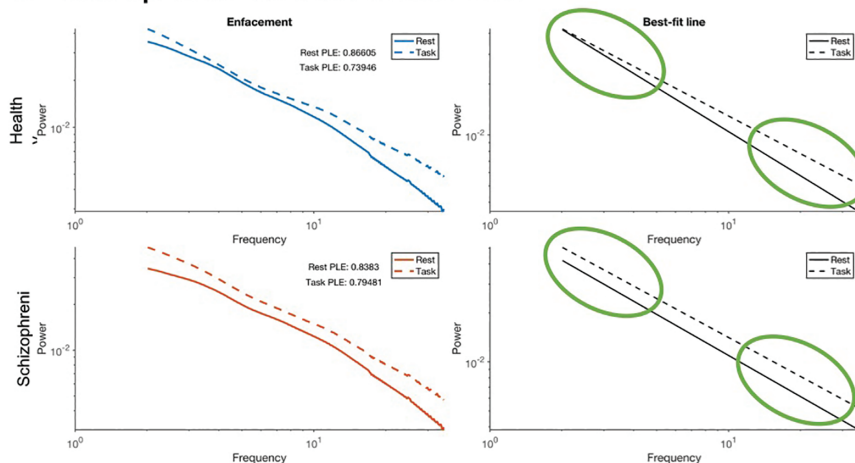 Enfacement
Best-fit line
Health
y
Power
10^-2
Rest PLE: 0.86605
Task PLE: 0.73946
Rest
Task
10^0
10^1
Frequency
Power
10^-2
Rest
Task
10^0
10^1
Frequency
Schizophreni
Power
10^-2
Rest PLE: 0.8383
Task PLE: 0.79481
Rest
Task
10^0
10^1
Frequency
Power
10^-2
Rest
Task
10^0
10^1
Frequency